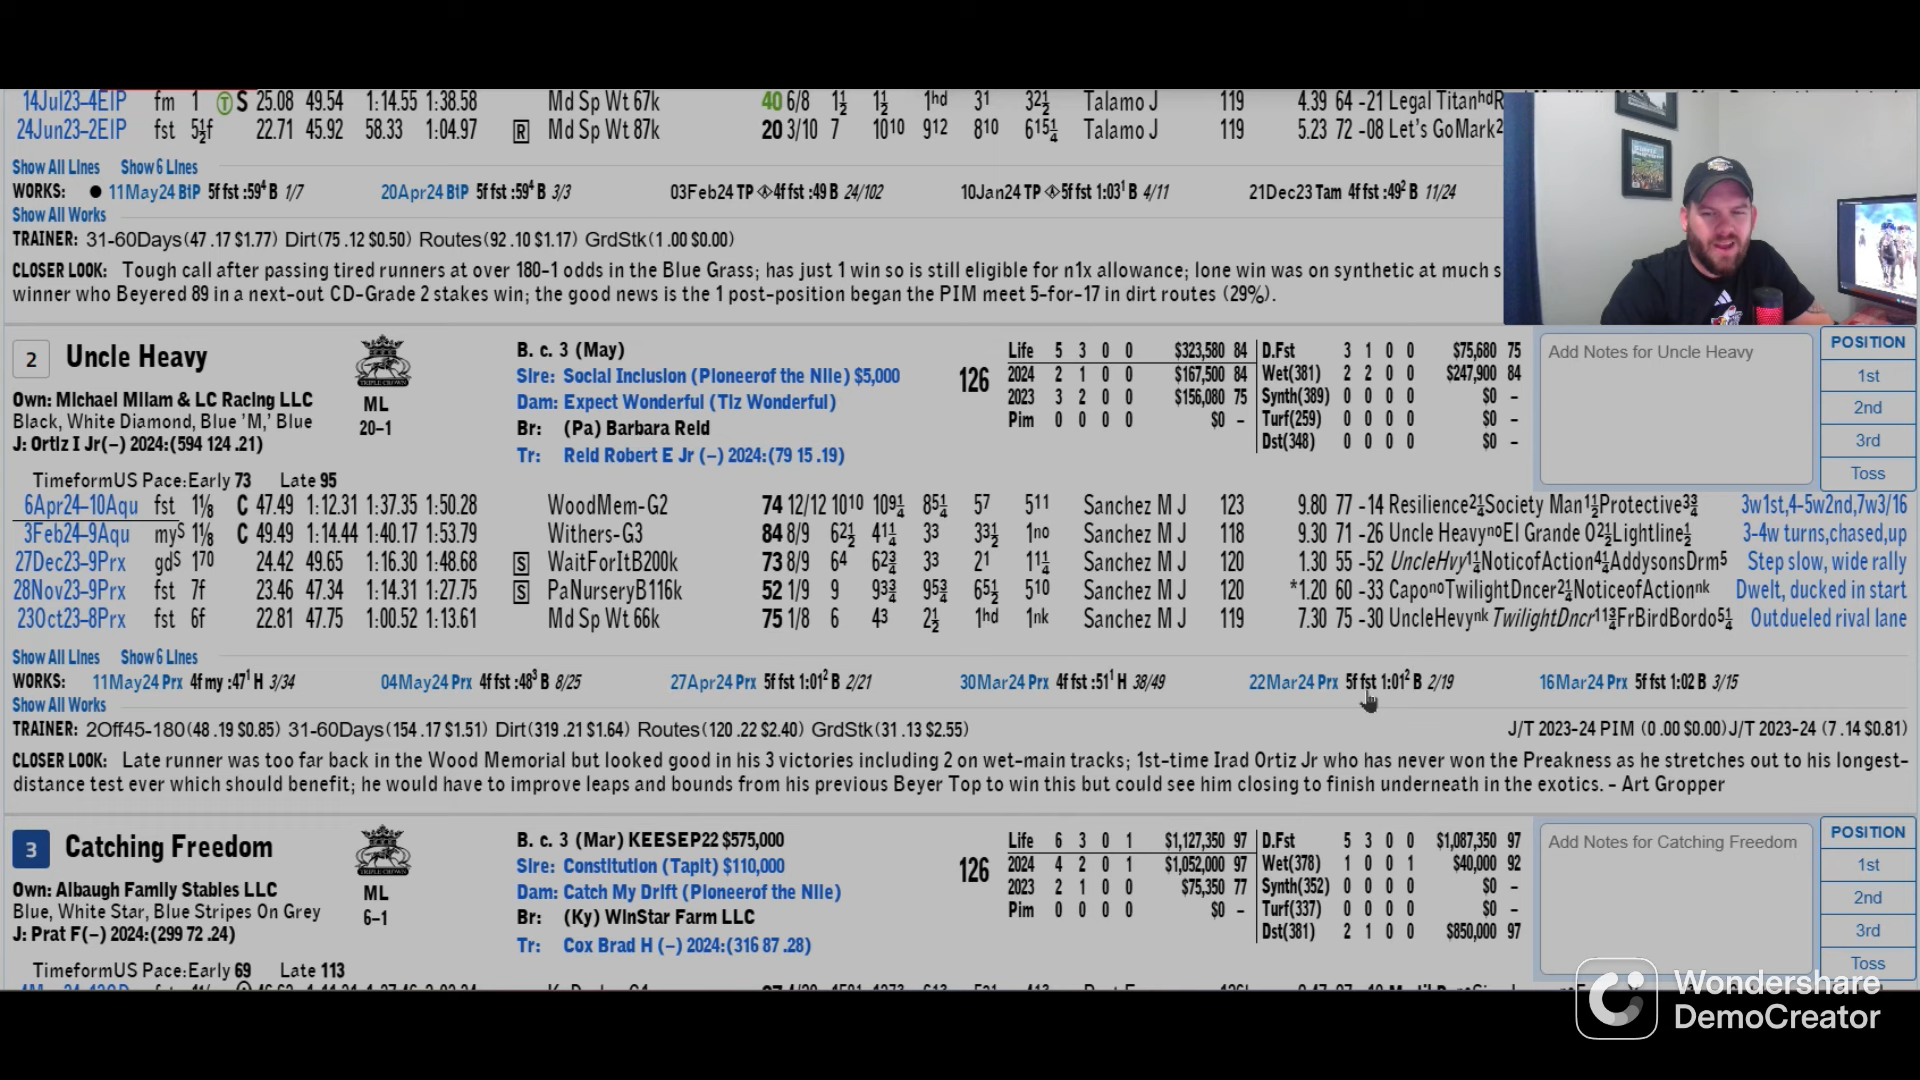 14Jul23-4ElP fm 1 Ⓣ S 25.08 49.54 1:14.55 1:38.58 Md Sp Wt 67k 40 6/8 1½ 1½ 1hd 3¹ 32½ Talamo J 119 4.39 64 -21 Legal Titanhd
24Jun23-2ElP fst 5½f 22.71 45.92 58.33 1:04.97 R Md Sp Wt 87k 20 3/10 7 10¹⁰ 9¹² 8¹⁰ 6¹⁵¼ Talamo J 119 5.23 72 -08 Let's GoMark²
Show All Lines Show 6 Lines
WORKS: ● 11May24 BtP 5f fst :59⁴ B 1/7 20Apr24 BtP 5f fst :59⁴ B 3/3 03Feb24 TP 4f fst :49 B 24/102 10Jan24 TP 5f fst 1:03¹ B 4/11 21Dec23 Tam 4f fst :49² B 11/24
Show All Works
TRAINER: 31-60Days(47 .17 $1.77) Dirt(75 .12 $0.50) Routes(92 .10 $1.17) GrdStk(1 .00 $0.00)
CLOSER LOOK: Tough call after passing tired runners at over 180-1 odds in the Blue Grass; has just 1 win so is still eligible for n1x allowance; lone win was on synthetic at much s
winner who Beyered 89 in a next-out CD-Grade 2 stakes win; the good news is the 1 post-position began the PIM meet 5-for-17 in dirt routes (29%).
2 Uncle Heavy
TRIPLE CROWN
Own: Michael Milam & LC Racing LLC
Black, White Diamond, Blue 'M,' Blue
J: Ortiz I Jr(-) 2024:(594 124 .21)
ML
20-1
B. c. 3 (May)
Sire: Social Inclusion (Pioneerof the Nile) $5,000
Dam: Expect Wonderful (Tiz Wonderful)
Br: (Pa) Barbara Reid
Tr: Reid Robert E Jr (-) 2024:(79 15 .19)
126
Life 5 3 0 0 $323,580 84 D.Fst 3 1 0 0 $75,680 75
2024 2 1 0 0 $167,500 84 Wet(381) 2 2 0 0 $247,900 84
2023 3 2 0 0 $156,080 75 Synth(389) 0 0 0 0 $0 -
Pim 0 0 0 0 $0 - Turf(259) 0 0 0 0 $0 -
Dst(348) 0 0 0 0 $0 -
Add Notes for Uncle Heavy
POSITION
1st
2nd
3rd
Toss
TimeformUS Pace: Early 73 Late 95
6Apr24-10Aqu fst 1⅛ C 47.49 1:12.31 1:37.35 1:50.28 WoodMem-G2 74 12/12 10¹⁰ 10⁹¼ 8⁵¼ 5⁷ 5¹¹ Sanchez M J 123 9.80 77 -14 Resilience²¼Society Man¹½Protective³¾ 3w1st,4-5w2nd,7w3/16
3Feb24-9Aqu myS 1⅛ C 49.49 1:14.44 1:40.17 1:53.79 Withers-G3 84 8/9 6²½ 4¹¼ 3³ 3³½ 1no Sanchez M J 118 9.30 71 -26 Uncle HeavynoEl Grande O²½Lightline½ 3-4w turns,chased,up
27Dec23-9Prx gdS 1⁷⁰ 24.42 49.65 1:16.30 1:48.68 S WaitForItB200k 73 8/9 6⁴ 6²¾ 3³ 2¹ 1¹¼ Sanchez M J 120 1.30 55 -52 UncleHvy¹¼NoticofAction⁴¼AddysonsDrm⁵ Step slow, wide rally
28Nov23-9Prx fst 7f 23.46 47.34 1:14.31 1:27.75 S PaNurseryB116k 52 1/9 9 9³¾ 9⁵¾ 6⁵½ 5¹⁰ Sanchez M J 120 *1.20 60 -33 CaponoTwilightDncer²¼NoticeofActionnk Dwelt, ducked in start
23Oct23-8Prx fst 6f 22.81 47.75 1:00.52 1:13.61 Md Sp Wt 66k 75 1/8 6 4³ 2½ 1hd 1nk Sanchez M J 119 7.30 75 -30 UncleHevynk TwilightDncr¹¹¾FrBirdBordo⁵¼ Outdueled rival lane
Show All Lines Show 6 Lines
WORKS: 11May24 Prx 4f my :47¹ H 3/34 04May24 Prx 4f fst :48³ B 8/25 27Apr24 Prx 5f fst 1:01² B 2/21 30Mar24 Prx 4f fst :51¹ H 38/49 22Mar24 Prx 5f fst 1:01² B 2/19 16Mar24 Prx 5f fst 1:02 B 3/15
Show All Works
TRAINER: 2Off45-180(48 .19 $0.85) 31-60Days(154 .17 $1.51) Dirt(319 .21 $1.64) Routes(120 .22 $2.40) GrdStk(31 .13 $2.55) J/T 2023-24 PIM (0 .00 $0.00) J/T 2023-24 (7 .14 $0.81)
CLOSER LOOK: Late runner was too far back in the Wood Memorial but looked good in his 3 victories including 2 on wet-main tracks; 1st-time Irad Ortiz Jr who has never won the Preakness as he stretches out to his longest-
distance test ever which should benefit; he would have to improve leaps and bounds from his previous Beyer Top to win this but could see him closing to finish underneath in the exotics. - Art Gropper
3 Catching Freedom
TRIPLE CROWN
Own: Albaugh Family Stables LLC
Blue, White Star, Blue Stripes On Grey
J: Prat F(-) 2024:(299 72 .24)
ML
6-1
B. c. 3 (Mar) KEESEP22 $575,000
Sire: Constitution (Tapit) $110,000
Dam: Catch My Drift (Pioneerof the Nile)
Br: (Ky) WinStar Farm LLC
Tr: Cox Brad H (-) 2024:(316 87 .28)
126
Life 6 3 0 1 $1,127,350 97 D.Fst 5 3 0 0 $1,087,350 97
2024 4 2 0 1 $1,052,000 97 Wet(378) 1 0 0 1 $40,000 92
2023 2 1 0 0 $75,350 77 Synth(352) 0 0 0 0 $0 -
Pim 0 0 0 0 $0 - Turf(337) 0 0 0 0 $0 -
Dst(381) 2 1 0 0 $850,000 97
Add Notes for Catching Freedom
POSITION
1st
2nd
3rd
Toss
TimeformUS Pace: Early 69 Late 113
Wondershare
DemoCreator